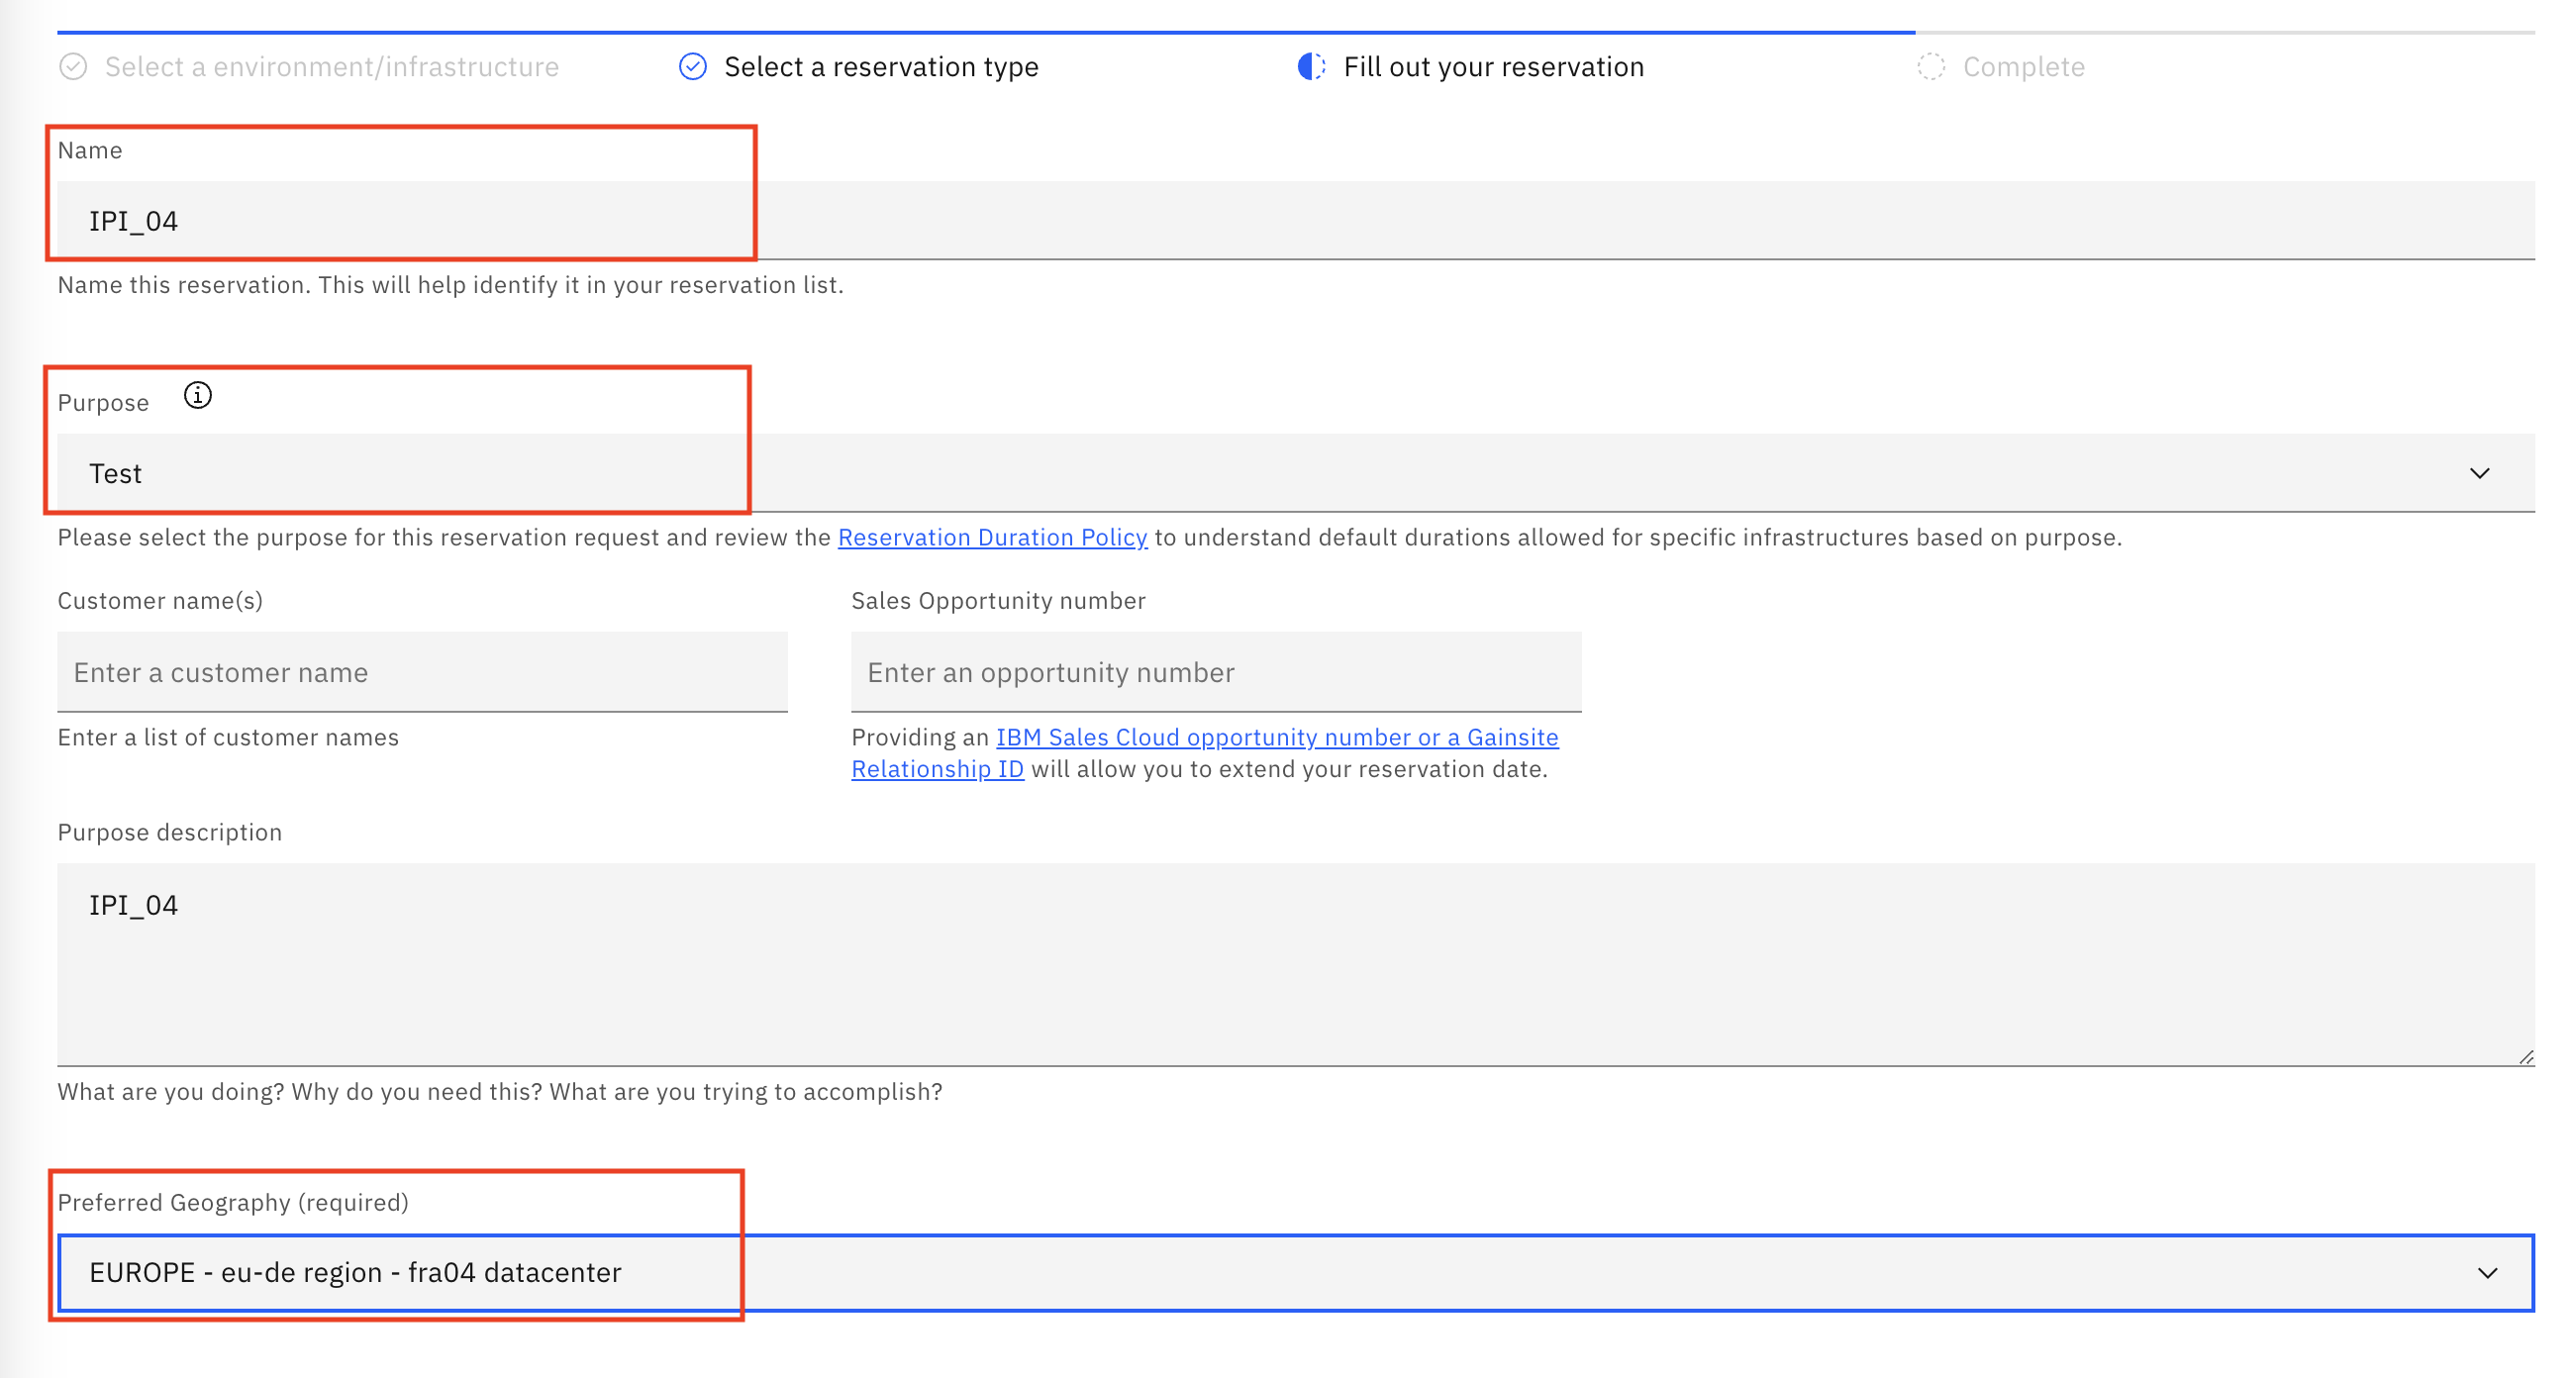 Select a environment/infrastructure
Select a reservation type
Fill out your reservation
Complete
Name
IPI_04
Name this reservation. This will help identify it in your reservation list.
Purpose
Test
Please select the purpose for this reservation request and review the Reservation Duration Policy to understand default durations allowed for specific infrastructures based on purpose.
Customer name(s)
Enter a customer name
Enter a list of customer names
Sales Opportunity number
Enter an opportunity number
Providing an IBM Sales Cloud opportunity number or a Gainsite
Relationship ID will allow you to extend your reservation date.
Purpose description
IPI_04
What are you doing? Why do you need this? What are you trying to accomplish?
Preferred Geography (required)
EUROPE - eu-de region - fra04 datacenter